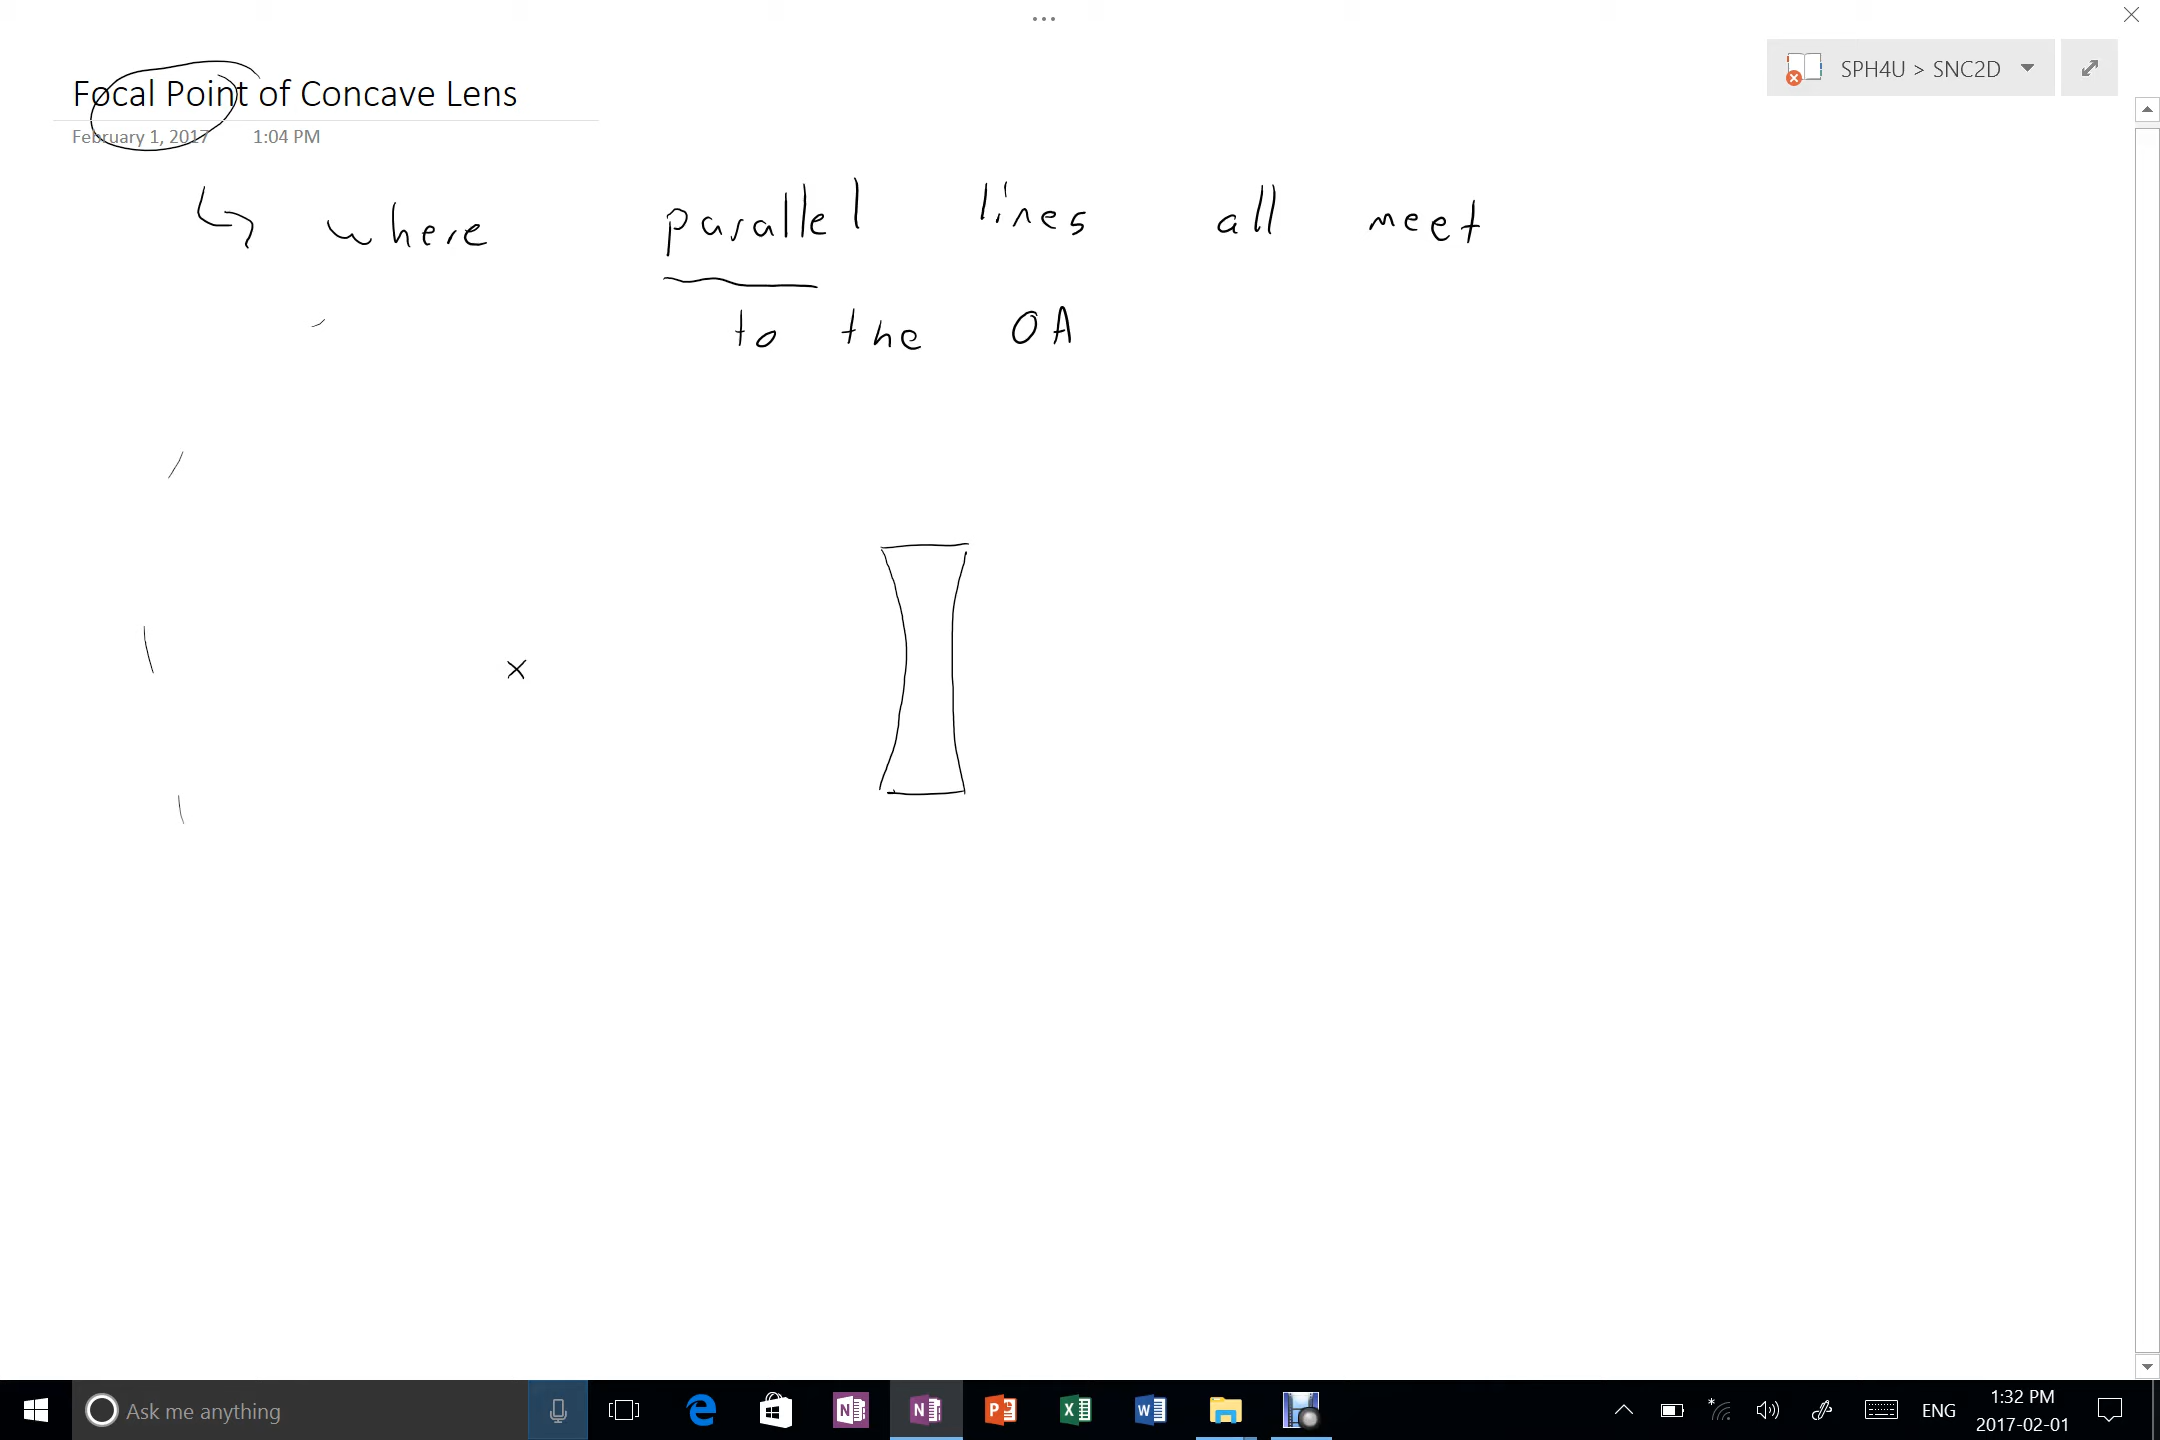 ...
SPH4U > SNC2D
Focal Point of Concave Lens
February 1, 2017 1:04 PM
where parallel lines all meet
to the OA
x
Ask me anything
ENG
1:32 PM
2017-02-01